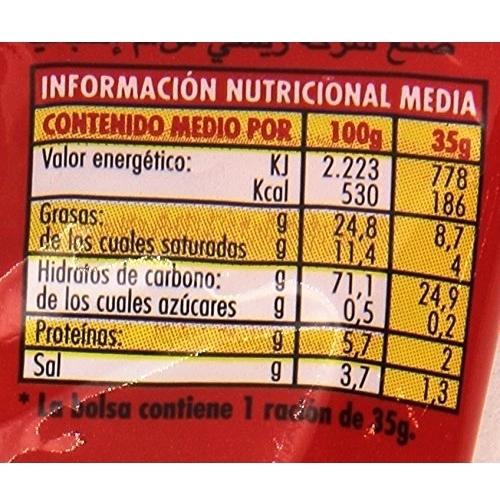 INFORMACIÓN NUTRICIONAL MEDIA
CONTENIDO MEDIO POR 100g 35g
Valor energético: KJ 2.223 778
Kcal 530 186
Grasas: g 24,8 8,7
de las cuales saturadas g 11,4 4
Hidratos de carbono: g 71,1 24,9
de los cuales azúcares g 0,5 0,2
Proteínas: g 5,7 2
Sal g 3,7 1,3
* La bolsa contiene 1 ración de 35g.